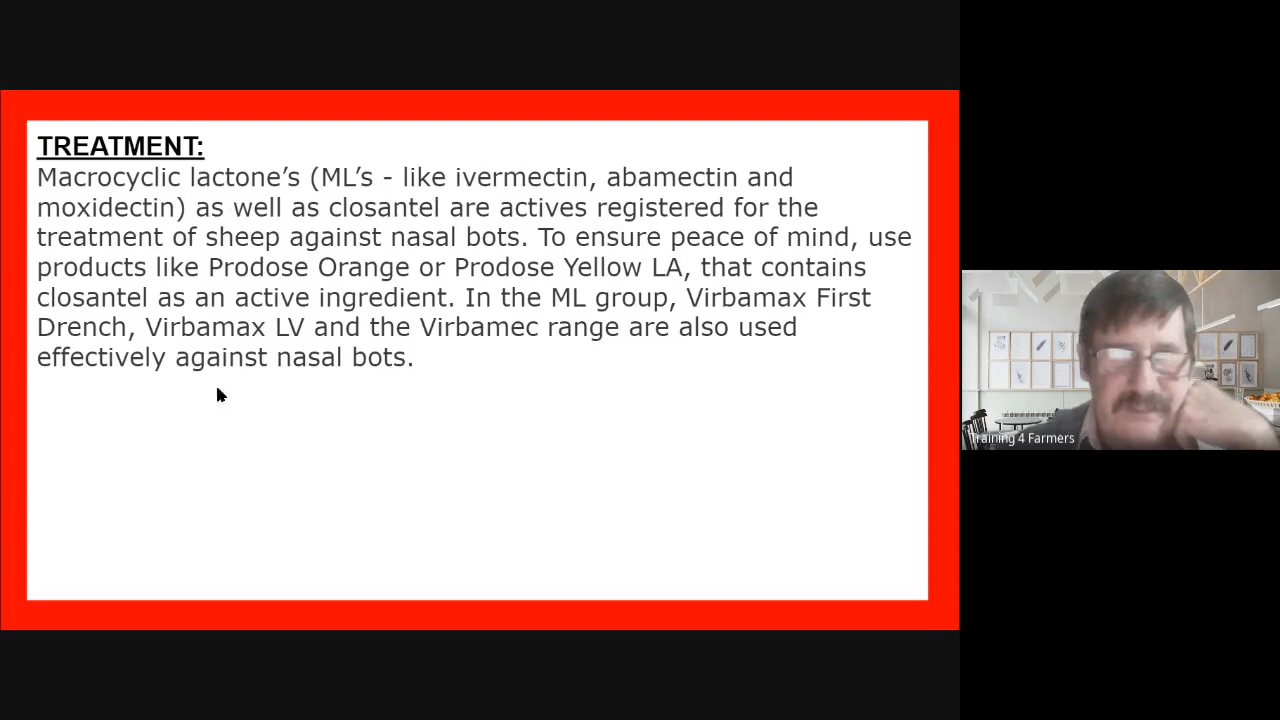 TREATMENT:
Macrocyclic lactone’s (ML’s - like ivermectin, abamectin and
moxidectin) as well as closantel are actives registered for the
treatment of sheep against nasal bots. To ensure peace of mind, use
products like Prodose Orange or Prodose Yellow LA, that contains
closantel as an active ingredient. In the ML group, Virbamax First
Drench, Virbamax LV and the Virbamec range are also used
effectively against nasal bots.
Training 4 Farmers